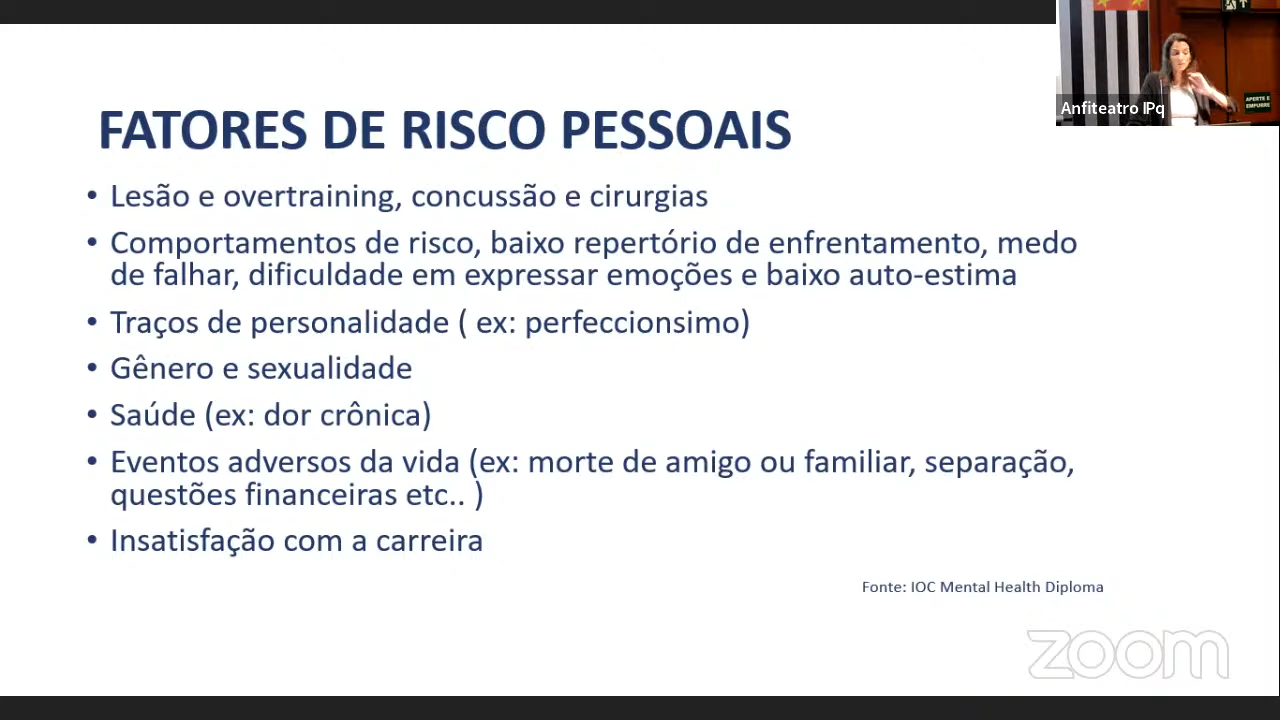 Anfiteatro IPq
APERTE E
EMPURRE
FATORES DE RISCO PESSOAIS
• Lesão e overtraining, concussão e cirurgias
• Comportamentos de risco, baixo repertório de enfrentamento, medo
de falhar, dificuldade em expressar emoções e baixo auto-estima
• Traços de personalidade ( ex: perfeccionsimo)
• Gênero e sexualidade
• Saúde (ex: dor crônica)
• Eventos adversos da vida (ex: morte de amigo ou familiar, separação,
questões financeiras etc.. )
• Insatisfação com a carreira
Fonte: IOC Mental Health Diploma
zoom